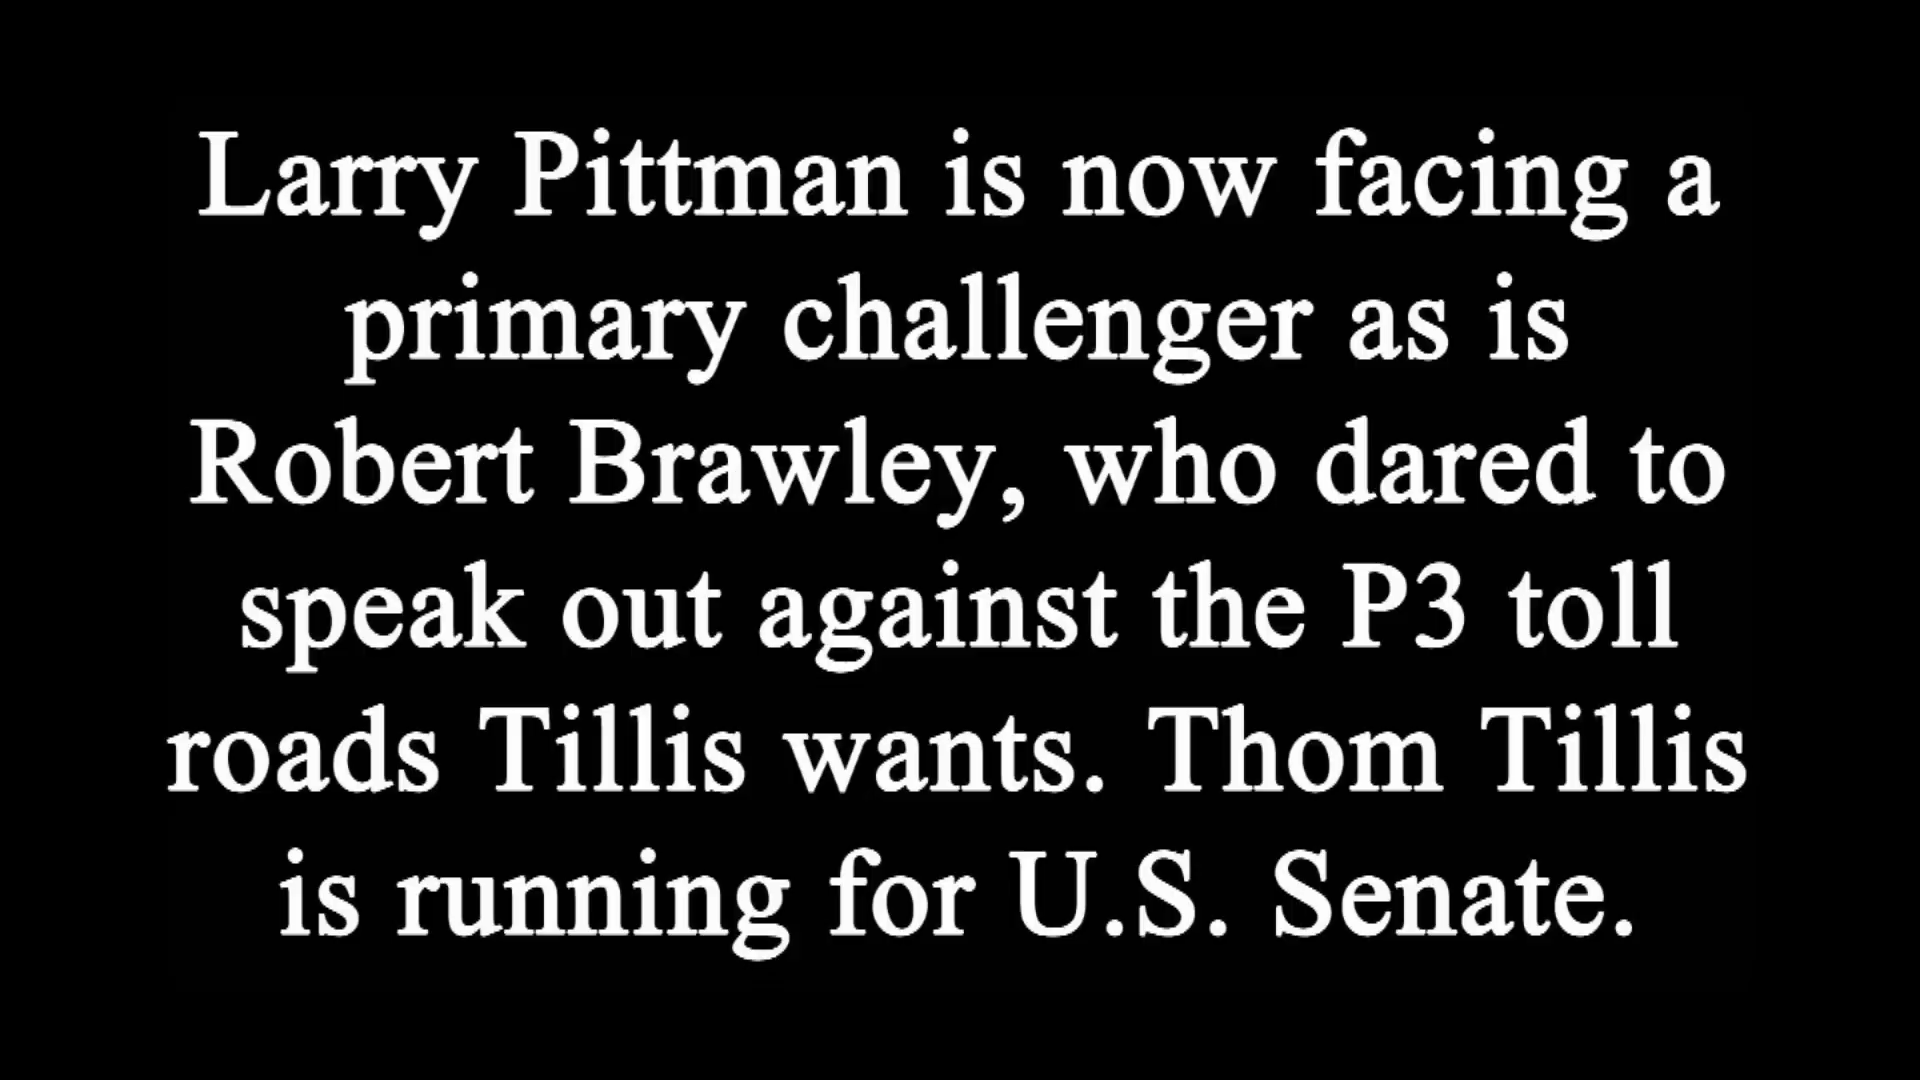 Larry Pittman is now facing a
primary challenger as is
Robert Brawley, who dared to
speak out against the P3 toll
roads Tillis wants. Thom Tillis
is running for U.S. Senate.